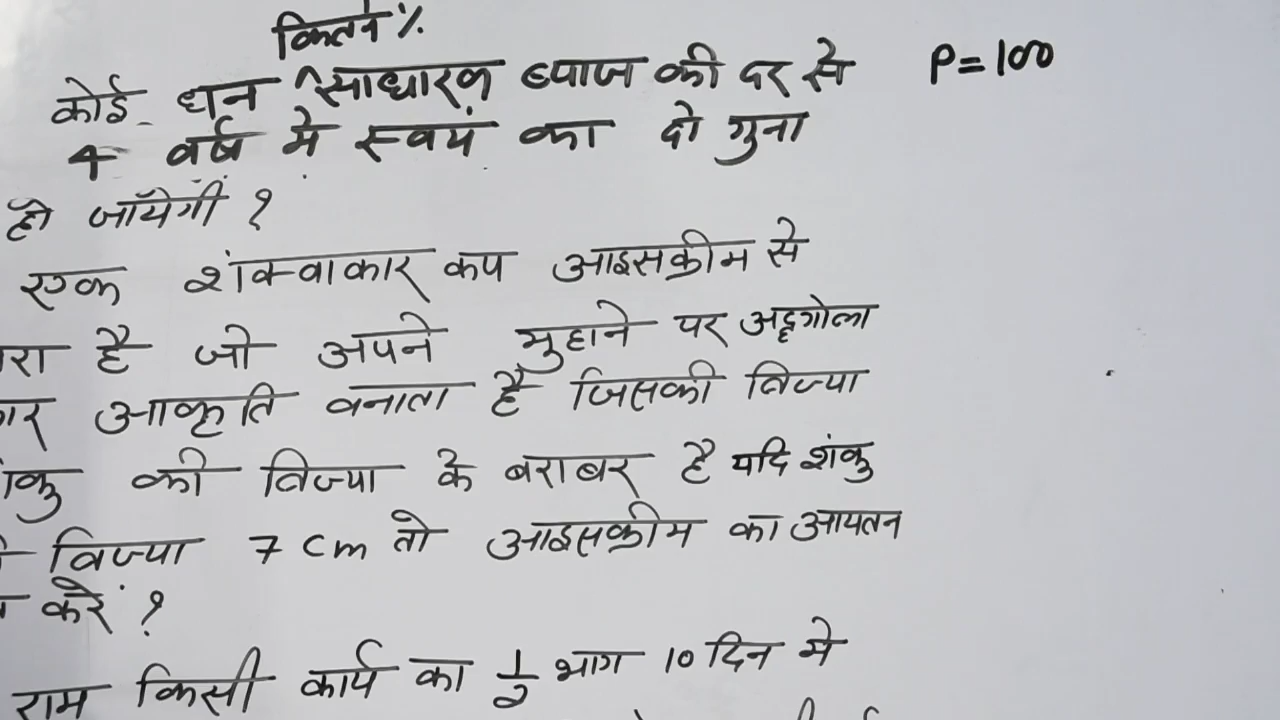 कितने %
कोई धन साधारण ब्याज की दर से P = 100
4 वर्ष मे स्वयं का दो गुना
हो जॉयेगी ?
एक शंक्वाकार कप आइसक्रीम से
रा है जो अपने मुहाने पर अद्धगोला
आकृति बनाता है जिसकी त्रिज्या
की त्रिज्या के बराबर है यदि शंकु
त्रिज्या 7 cm तो आइसक्रीम का आयतन
करें ?
राम किसी कार्य का 1/2 भाग 10 दिन मे